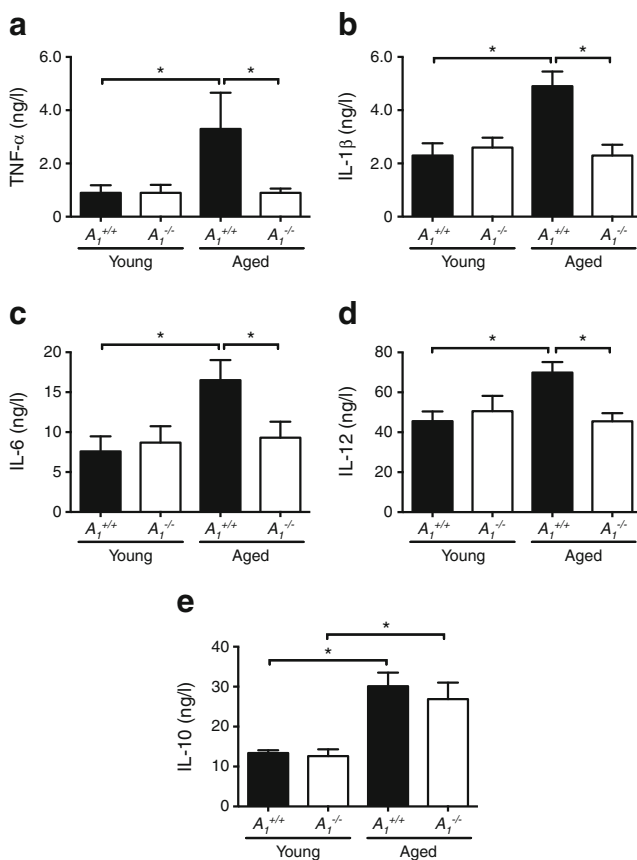 a
TNF-α (ng/l)
6.0
4.0
2.0
0
* *
A₁⁺/⁺ A₁⁻/⁻ A₁⁺/⁺ A₁⁻/⁻
Young Aged
b
IL-1β (ng/l)
6.0
4.0
2.0
0
* *
A₁⁺/⁺ A₁⁻/⁻ A₁⁺/⁺ A₁⁻/⁻
Young Aged
c
IL-6 (ng/l)
20
15
10
5
0
* *
A₁⁺/⁺ A₁⁻/⁻ A₁⁺/⁺ A₁⁻/⁻
Young Aged
d
IL-12 (ng/l)
80
60
40
20
0
* *
A₁⁺/⁺ A₁⁻/⁻ A₁⁺/⁺ A₁⁻/⁻
Young Aged
e
IL-10 (ng/l)
40
30
20
10
0
*
*
A₁⁺/⁺ A₁⁻/⁻ A₁⁺/⁺ A₁⁻/⁻
Young Aged